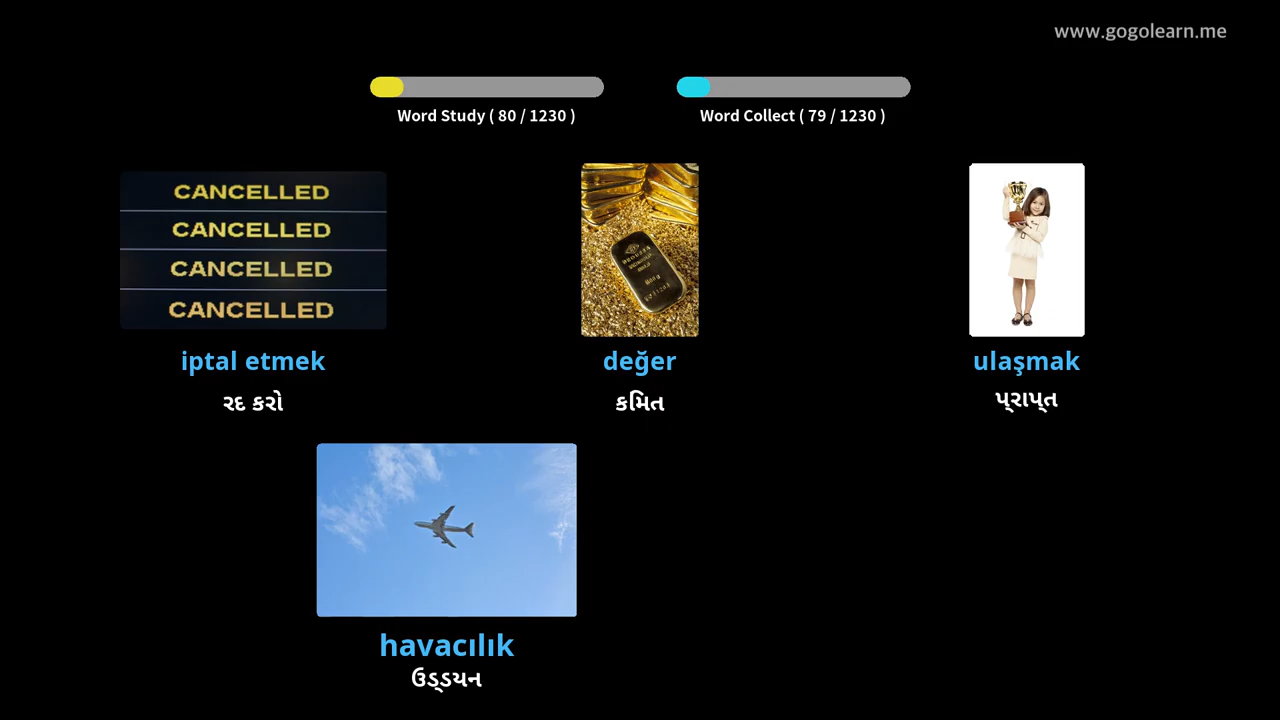 www.gogolearn.me
Word Study ( 80 / 1230 )
Word Collect ( 79 / 1230 )
CANCELLED
CANCELLED
CANCELLED
CANCELLED
iptal etmek
değer
ulaşmak
રદ કરો
કમિત
પ્રાપ્ત
havacılık
ઉડ્ડયન